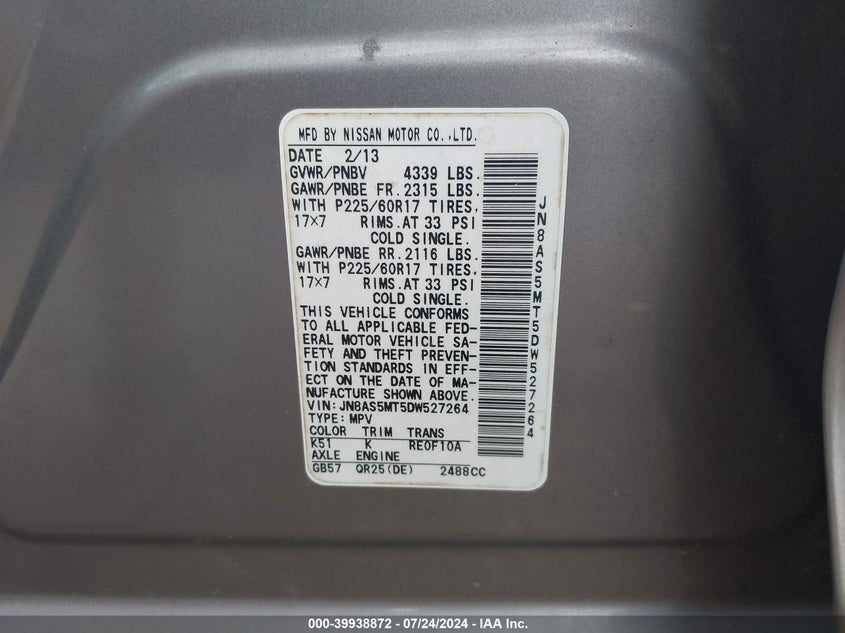 MFD BY NISSAN MOTOR CO.,LTD.
DATE 2/13
GVWR/PNBV 4339 LBS.
GAWR/PNBE FR. 2315 LBS.
WITH P225/60R17 TIRES,
17×7 RIMS.AT 33 PSI
COLD SINGLE.
GAWR/PNBE RR. 2116 LBS.
WITH P225/60R17 TIRES,
17×7 RIMS.AT 33 PSI
COLD SINGLE.
THIS VEHICLE CONFORMS
TO ALL APPLICABLE FED-
ERAL MOTOR VEHICLE SA-
FETY AND THEFT PREVEN-
TION STANDARDS IN EFF-
ECT ON THE DATE OF MA-
NUFACTURE SHOWN ABOVE.
VIN: JN8AS5MT5DW527264
TYPE: MPV
COLOR TRIM TRANS
K51 K RE0F10A
AXLE ENGINE
GB57 QR25(DE) 2488CC
JN8AS5MT5DW527264
000-39938872 - 07/24/2024 - IAA Inc.